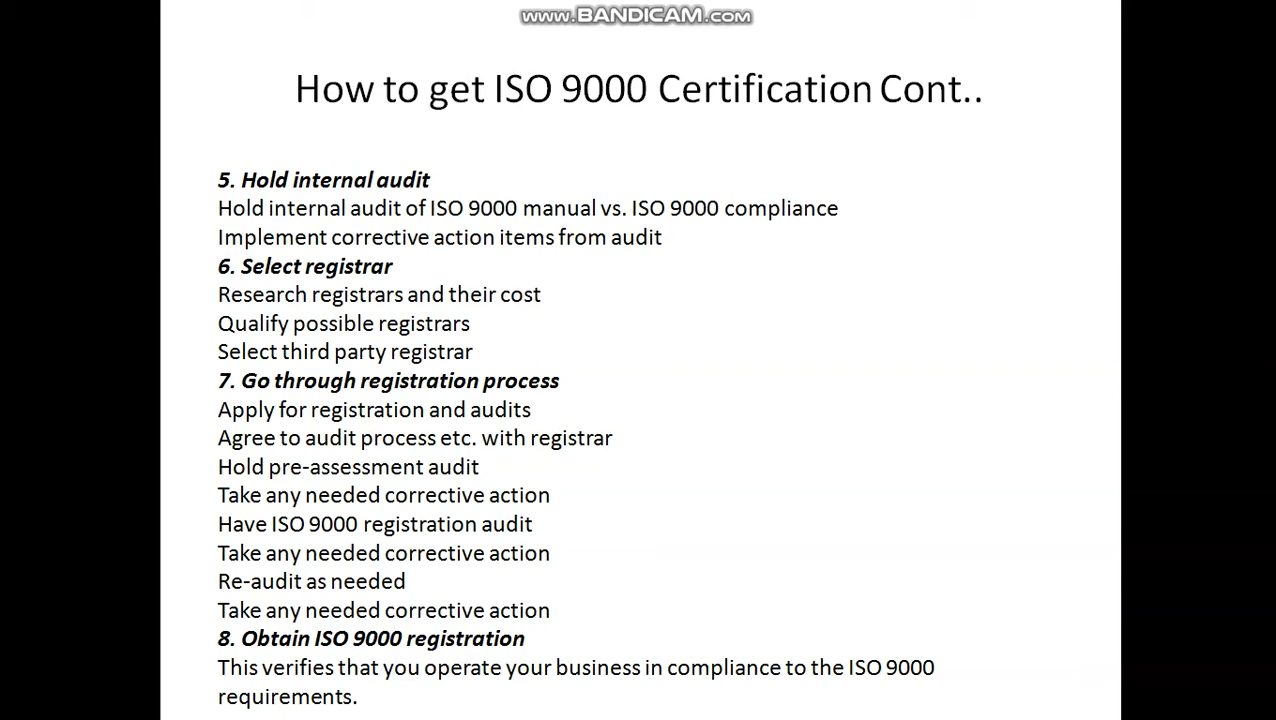 www.BANDICAM.com
How to get ISO 9000 Certification Cont..
5. Hold internal audit
Hold internal audit of ISO 9000 manual vs. ISO 9000 compliance
Implement corrective action items from audit
6. Select registrar
Research registrars and their cost
Qualify possible registrars
Select third party registrar
7. Go through registration process
Apply for registration and audits
Agree to audit process etc. with registrar
Hold pre-assessment audit
Take any needed corrective action
Have ISO 9000 registration audit
Take any needed corrective action
Re-audit as needed
Take any needed corrective action
8. Obtain ISO 9000 registration
This verifies that you operate your business in compliance to the ISO 9000
requirements.